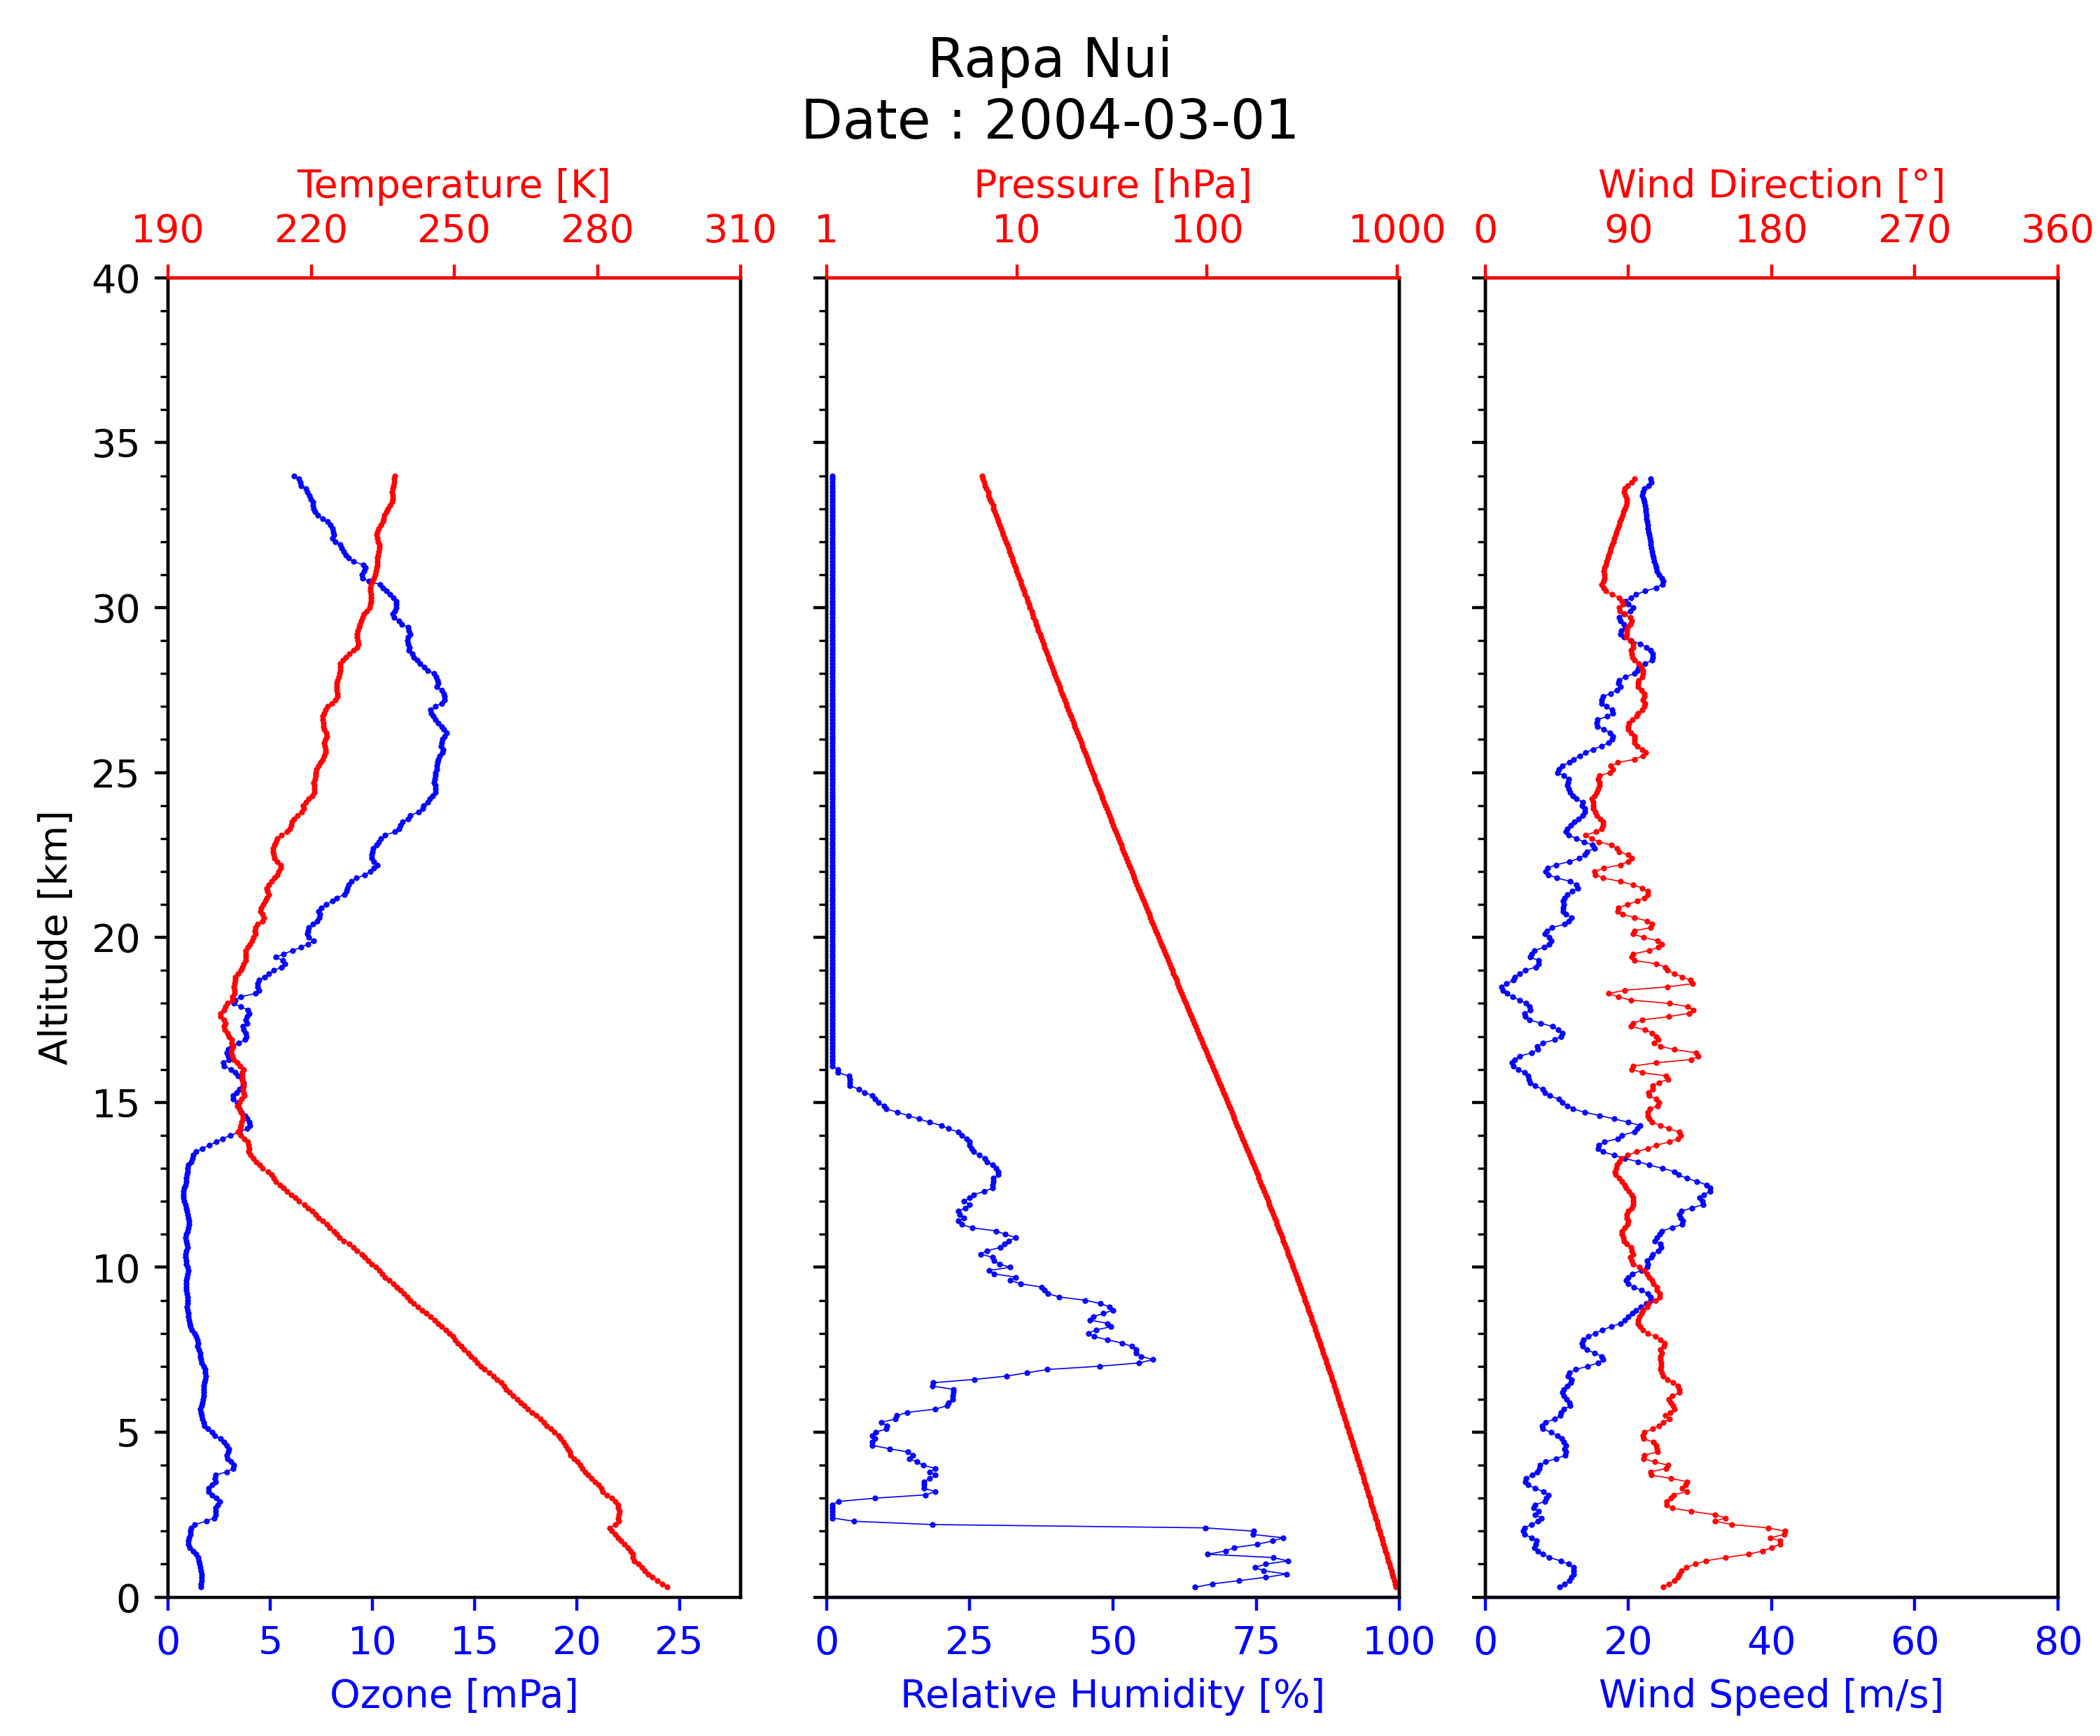 Rapa Nui
Date : 2004-03-01
Temperature [K]
190 220 250 280 310
Pressure [hPa]
1 10 100 1000
Wind Direction [°]
0 90 180 270 360
Altitude [km]
40
35
30
25
20
15
10
5
0
0 5 10 15 20 25
Ozone [mPa]
0 25 50 75 100
Relative Humidity [%]
0 20 40 60 80
Wind Speed [m/s]